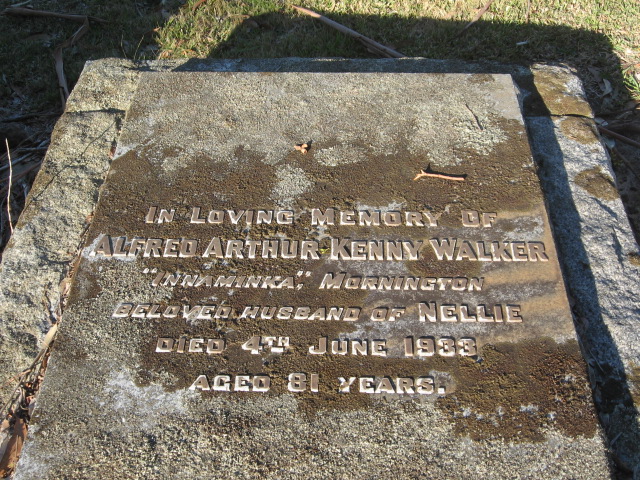 IN LOVING MEMORY OF
ALFRED ARTHUR KENNY WALKER
"INNAMINKA", MORNINGTON
BELOVED HUSBAND OF NELLIE
DIED 4TH JUNE 1933
AGED 81 YEARS.